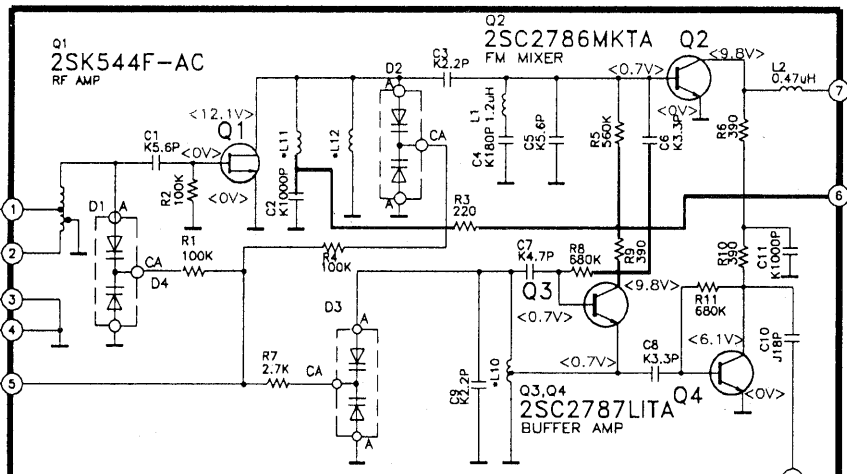 Q1
2SK544F-AC
RF AMP
Q2
2SC2786MKTA
FM MIXER
Q2
<9.8V>
<0.7V>
<0V>
L2
0.47uH
7
C3
K2.2P
D2
A
CA
A
<12.1V>
Q1
<0V>
<0V>
C1
K5.6P
R2
100K
*L11
*L12
C2
K1000P
L1
1.2uH
C4
K180P
C5
K5.6P
R5
560K
C6
K3.3P
R6
390
6
R3
220
1
2
3
4
5
D1
A
CA
D4
R1
100K
R4
100K
C7
K4.7P
R8
680K
R9
390
<9.8V>
Q3
<0.7V>
<0.7V>
R10
390
C11
K1000P
R11
680K
<6.1V>
C10
J18P
D3
A
CA
A
R7
2.7K
C9
K2.2P
*L10
C8
K3.3P
Q4
<0V>
Q3,Q4
2SC2787LITA
BUFFER AMP